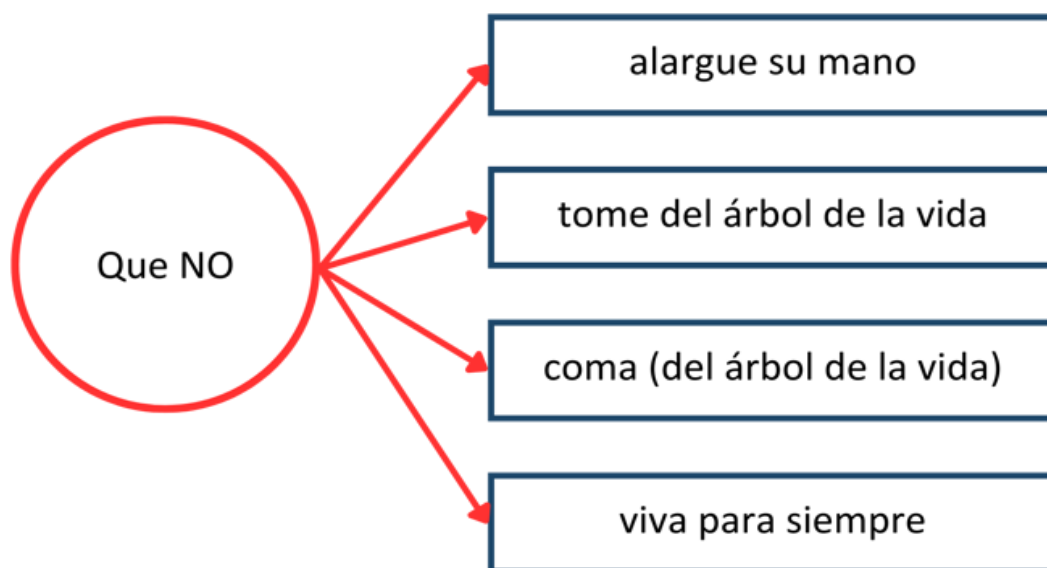 Que NO
alargue su mano
tome del árbol de la vida
coma (del árbol de la vida)
viva para siempre